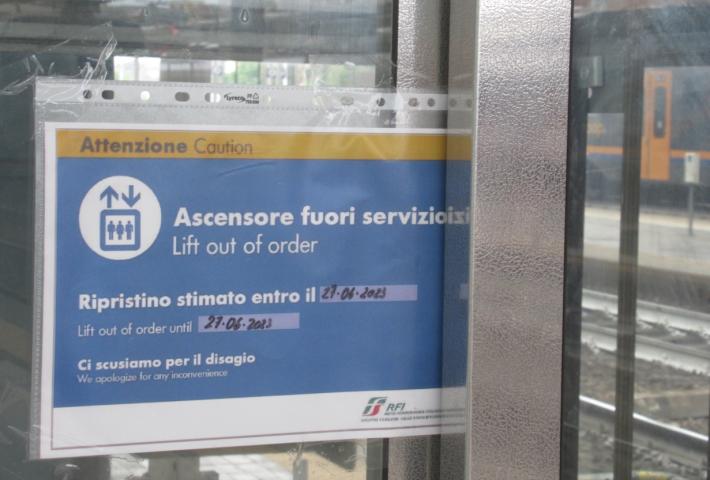 Lyreco
Attenzione Caution
Ascensore fuori servizio
Lift out of order
Ripristino stimato entro il 27.06.2023
Lift out of order until 27.06.2023
Ci scusiamo per il disagio
We apologize for any inconvenience
RFI